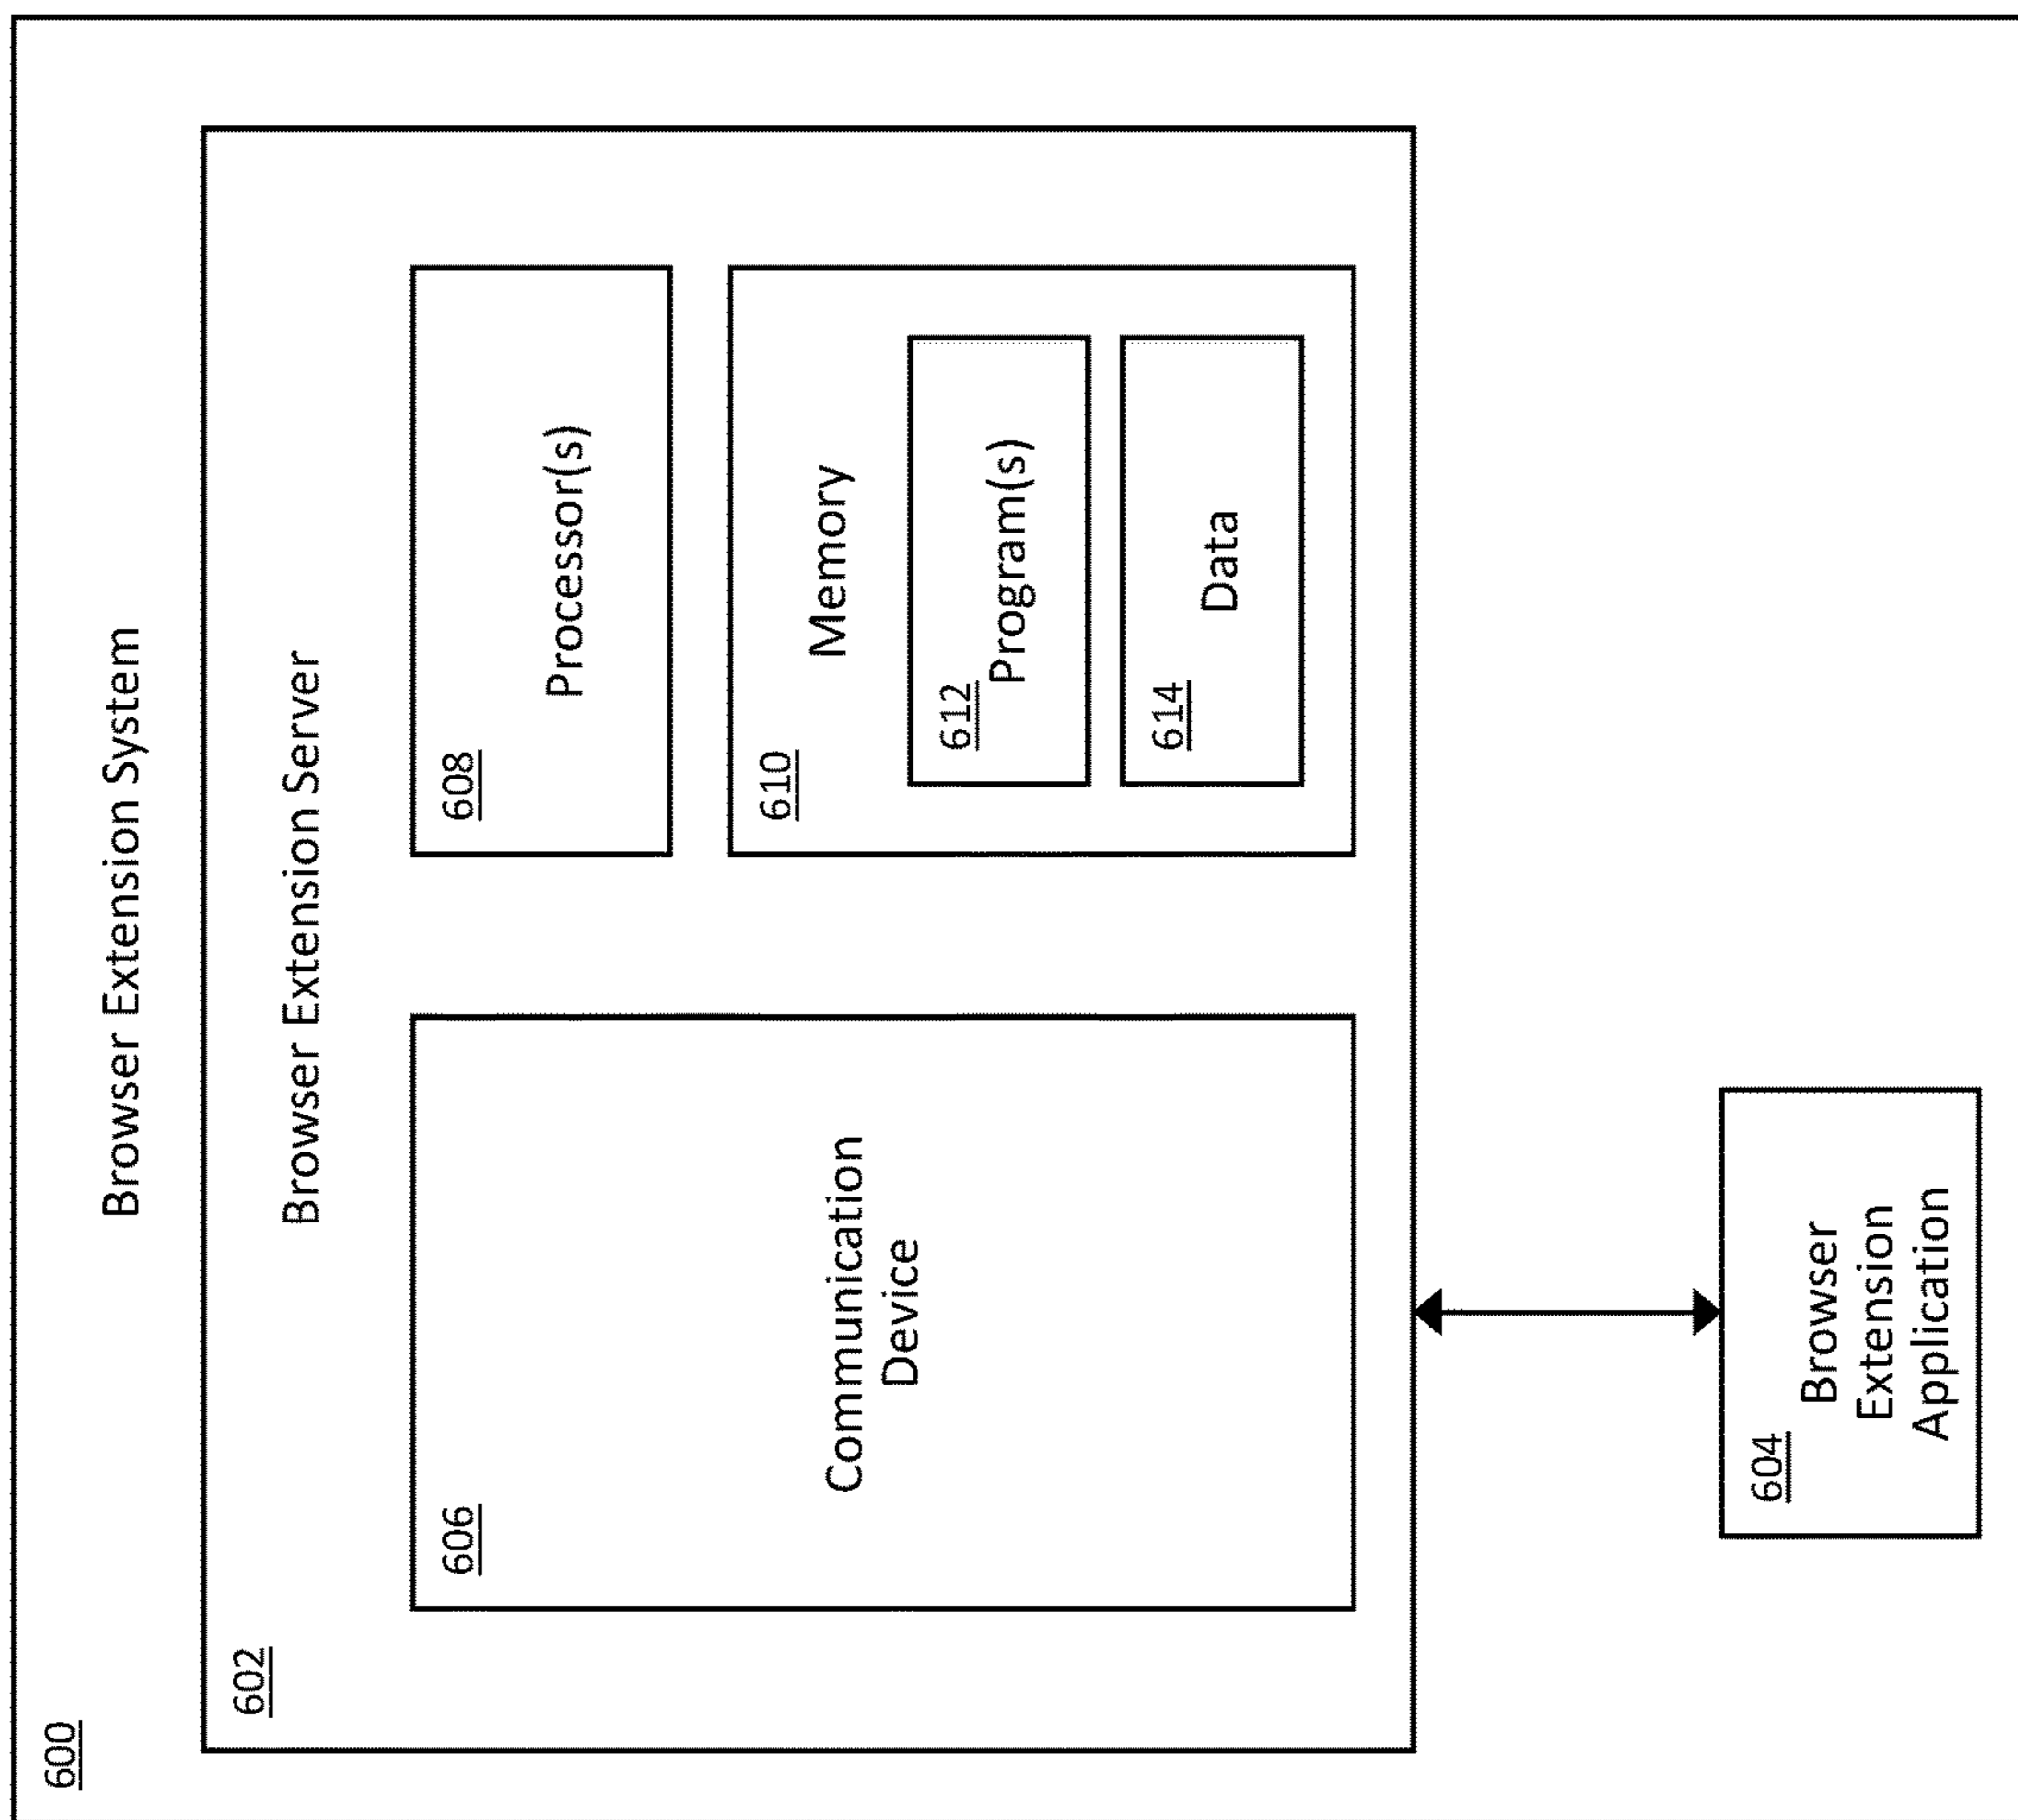 600
Browser Extension System
602
Browser Extension Server
606
Communication
Device
608
Processor(s)
610
Memory
612
Program(s)
614
Data
604
Browser
Extension
Application